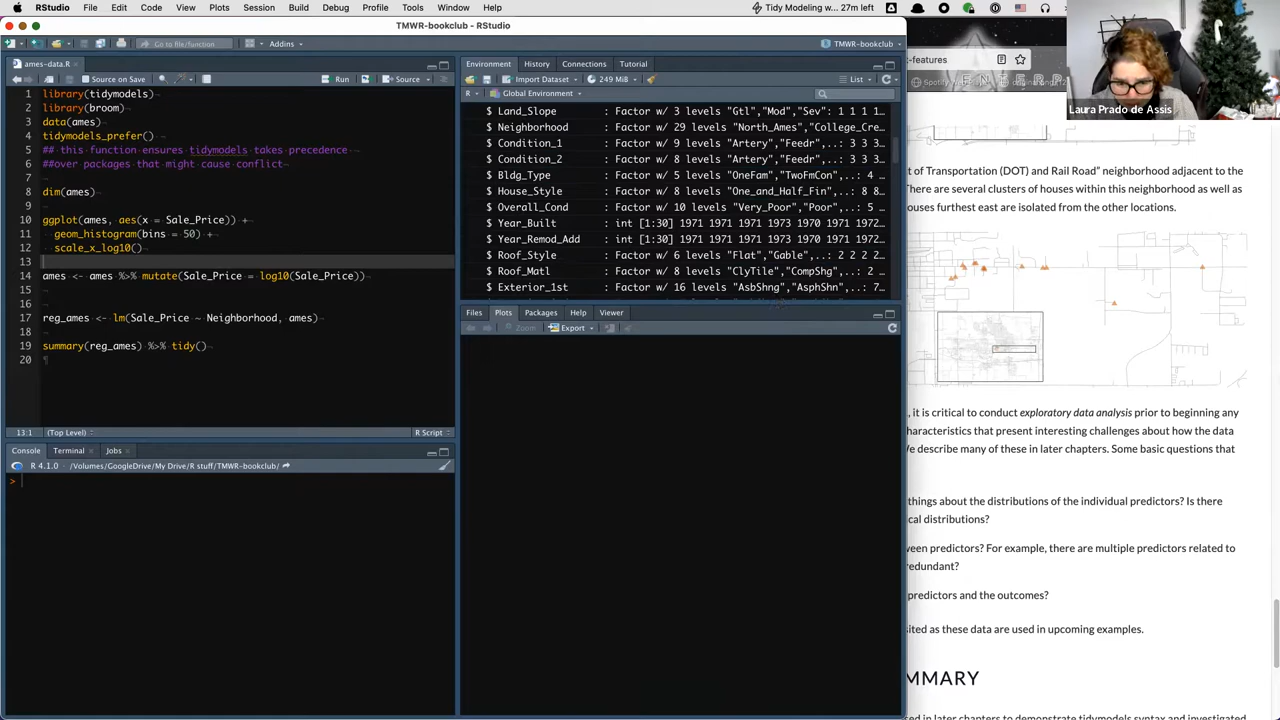 RStudio File Edit Code View Plots Session Build Debug Profile Tools Help
Tidy Modeling w... 27m left
TMWR-bookclub - RStudio
Go to file/function
Addins
TMWR-bookclub
ames-data.R
Source on Save
Run
Source
1 library(tidymodels)
2 library(broom)
3 data(ames)
4 tidymodels_prefer()
5 ## this function ensures tidymodels takes precedence
6 ##over packages that might cause conflict
7
8 dim(ames)
9
10 ggplot(ames, aes(x = Sale_Price)) +
11 geom_histogram(bins = 50) +
12 scale_x_log10()
13
14 ames <- ames %>% mutate(Sale_Price = log10(Sale_Price))
15
16
17 reg_ames <- lm(Sale_Price ~ Neighborhood, ames)
18
19 summary(reg_ames) %>% tidy()
20
13:1 (Top Level) R Script
Console Terminal Jobs
R 4.1.0 · /Volumes/GoogleDrive/My Drive/R stuff/TMWR-bookclub/
>
Environment History Connections Tutorial
Import Dataset 249 MiB List
R Global Environment
$ Land_Slope : Factor w/ 3 levels "Gtl","Mod","Sev": 1 1 1...
$ Neighborhood : Factor w/ 29 levels "North_Ames","College_Cre...
$ Condition_1 : Factor w/ 9 levels "Artery","Feedr",..: 3 3 3...
$ Condition_2 : Factor w/ 8 levels "Artery","Feedr",..: 3 3 3...
$ Bldg_Type : Factor w/ 5 levels "OneFam","TwoFmCon",..: 4 ...
$ House_Style : Factor w/ 8 levels "One_and_Half_Fin",..: 8 8...
$ Overall_Cond : Factor w/ 10 levels "Very_Poor","Poor",..: 5 ...
$ Year_Built : int [1:30] 1971 1971 1971 1973 1970 1971 1972...
$ Year_Remod_Add : int [1:30] 1971 1971 1971 1973 1970 1971 1972...
$ Roof_Style : Factor w/ 6 levels "Flat","Gable",..: 2 2 2 2...
$ Roof_Matl : Factor w/ 8 levels "ClyTile","CompShg",..: 2 ...
$ Exterior_1st : Factor w/ 16 levels "AsbShng","AsphShn",..: 7...
Files Plots Packages Help Viewer
Zoom Export
-features
Laura Prado de Assis
t of Transportation (DOT) and Rail Road” neighborhood adjacent to the
There are several clusters of houses within this neighborhood as well as
ouses furthest east are isolated from the other locations.
, it is critical to conduct exploratory data analysis prior to beginning any
haracteristics that present interesting challenges about how the data
We describe many of these in later chapters. Some basic questions that
things about the distributions of the individual predictors? Is there
cal distributions?
ween predictors? For example, there are multiple predictors related to
redundant?
predictors and the outcomes?
sited as these data are used in upcoming examples.
MMARY
sed in later chapters to demonstrate tidymodels syntax and investigated